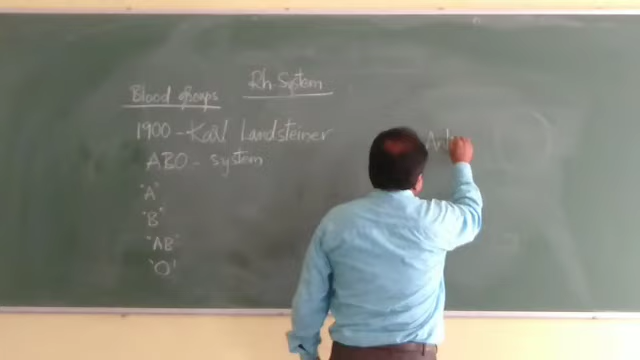 Blood groups
Rh-System
1900 - Karl Landsteiner
ABO - system
"A"
"B"
"AB"
"O"